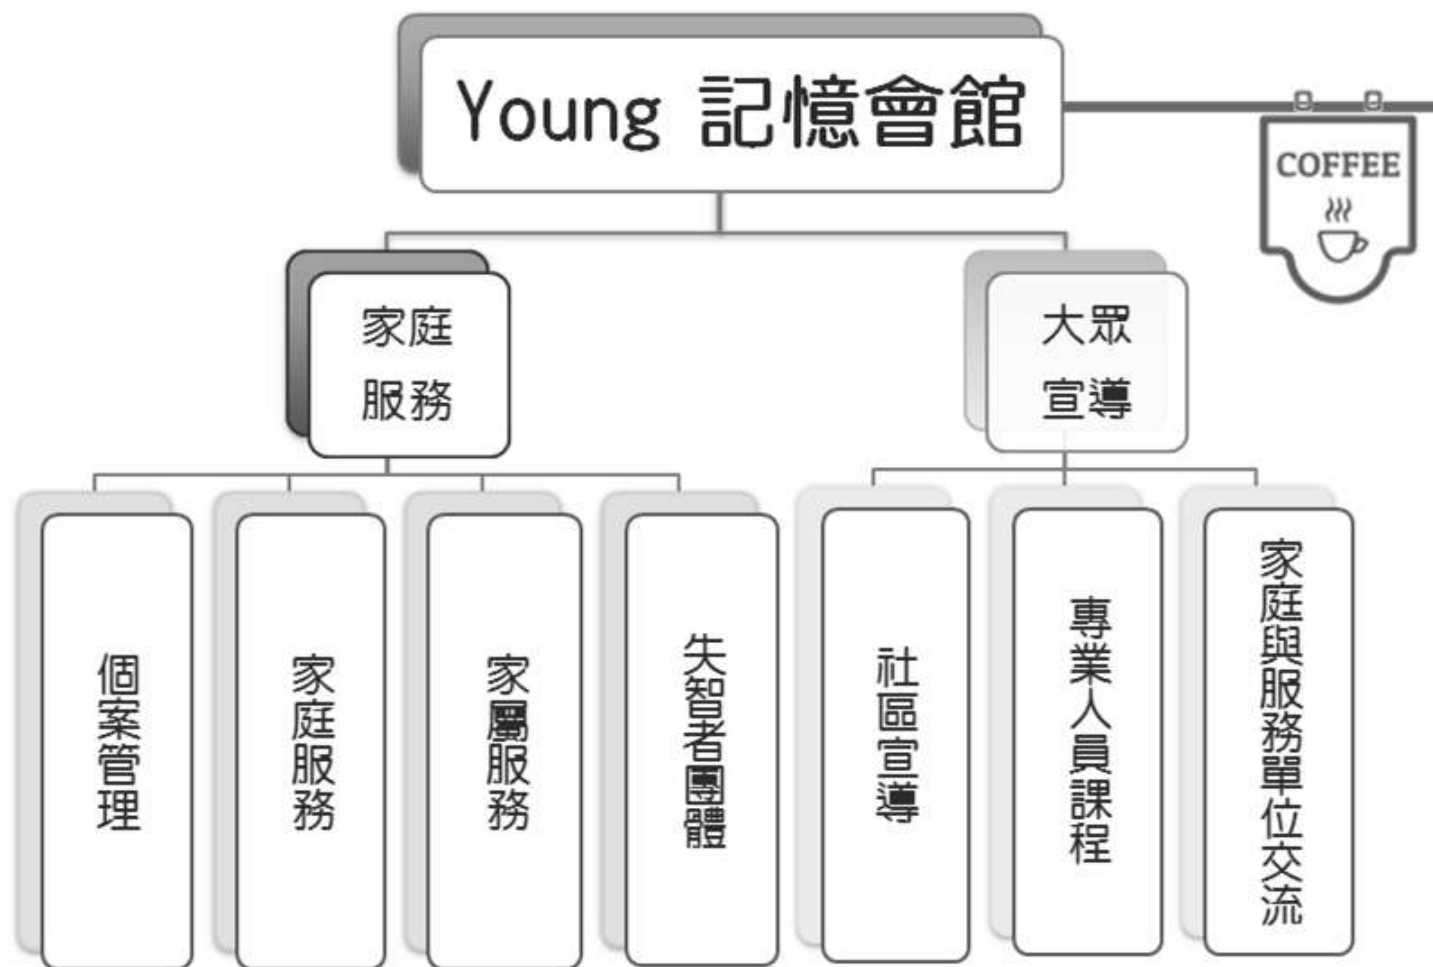 Young 記憶會館
COFFEE
家庭
服務
大眾
宣導
個案管理
家庭服務
家屬服務
失智者團體
社區宣導
專業人員課程
家庭與服務單位交流